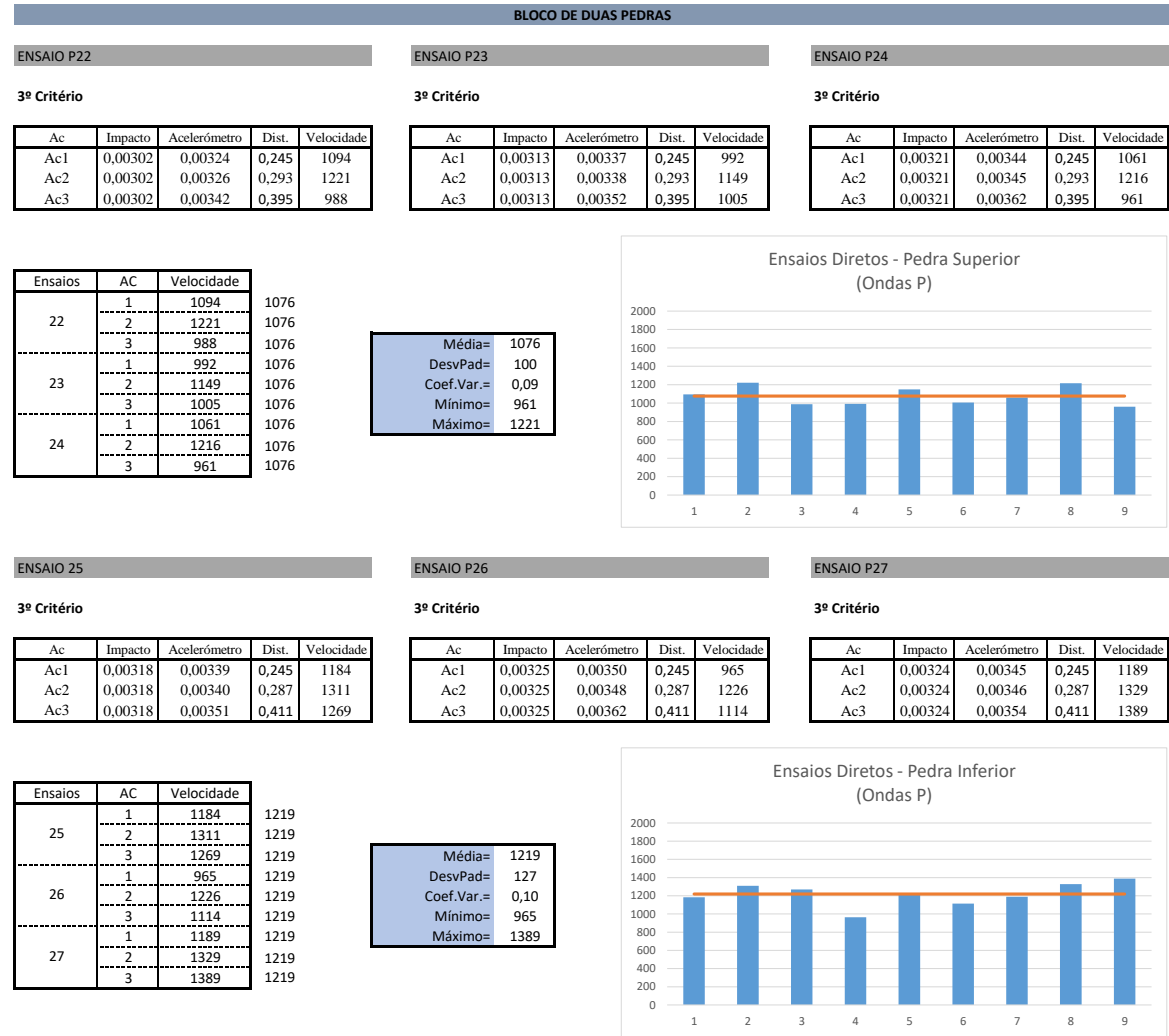 BLOCO DE DUAS PEDRAS
ENSAIO P22 ENSAIO P23 ENSAIO P24
3º Critério 3º Critério 3º Critério
Ac Impacto Acelerómetro Dist. Velocidade Ac Impacto Acelerómetro Dist. Velocidade Ac Impacto Acelerómetro Dist. Velocidade
Ac1 0,00302 0,00324 0,245 1094 Ac1 0,00313 0,00337 0,245 992 Ac1 0,00321 0,00344 0,245 1061
Ac2 0,00302 0,00326 0,293 1221 Ac2 0,00313 0,00338 0,293 1149 Ac2 0,00321 0,00345 0,293 1216
Ac3 0,00302 0,00342 0,395 988 Ac3 0,00313 0,00352 0,395 1005 Ac3 0,00321 0,00362 0,395 961
Ensaios AC Velocidade
1 1094 1076
22 2 1221 1076
3 988 1076
1 992 1076
23 2 1149 1076
3 1005 1076
1 1061 1076
24 2 1216 1076
3 961 1076
Média= 1076
DesvPad= 100
Coef.Var.= 0,09
Mínimo= 961
Máximo= 1221
Ensaios Diretos - Pedra Superior
(Ondas P)
2000
1800
1600
1400
1200
1000
800
600
400
200
0
1 2 3 4 5 6 7 8 9
ENSAIO 25 ENSAIO P26 ENSAIO P27
3º Critério 3º Critério 3º Critério
Ac Impacto Acelerómetro Dist. Velocidade Ac Impacto Acelerómetro Dist. Velocidade Ac Impacto Acelerómetro Dist. Velocidade
Ac1 0,00318 0,00339 0,245 1184 Ac1 0,00325 0,00350 0,245 965 Ac1 0,00324 0,00345 0,245 1189
Ac2 0,00318 0,00340 0,287 1311 Ac2 0,00325 0,00348 0,287 1226 Ac2 0,00324 0,00346 0,287 1329
Ac3 0,00318 0,00351 0,411 1269 Ac3 0,00325 0,00362 0,411 1114 Ac3 0,00324 0,00354 0,411 1389
Ensaios AC Velocidade
1 1184 1219
25 2 1311 1219
3 1269 1219
1 965 1219
26 2 1226 1219
3 1114 1219
1 1189 1219
27 2 1329 1219
3 1389 1219
Média= 1219
DesvPad= 127
Coef.Var.= 0,10
Mínimo= 965
Máximo= 1389
Ensaios Diretos - Pedra Inferior
(Ondas P)
2000
1800
1600
1400
1200
1000
800
600
400
200
0
1 2 3 4 5 6 7 8 9